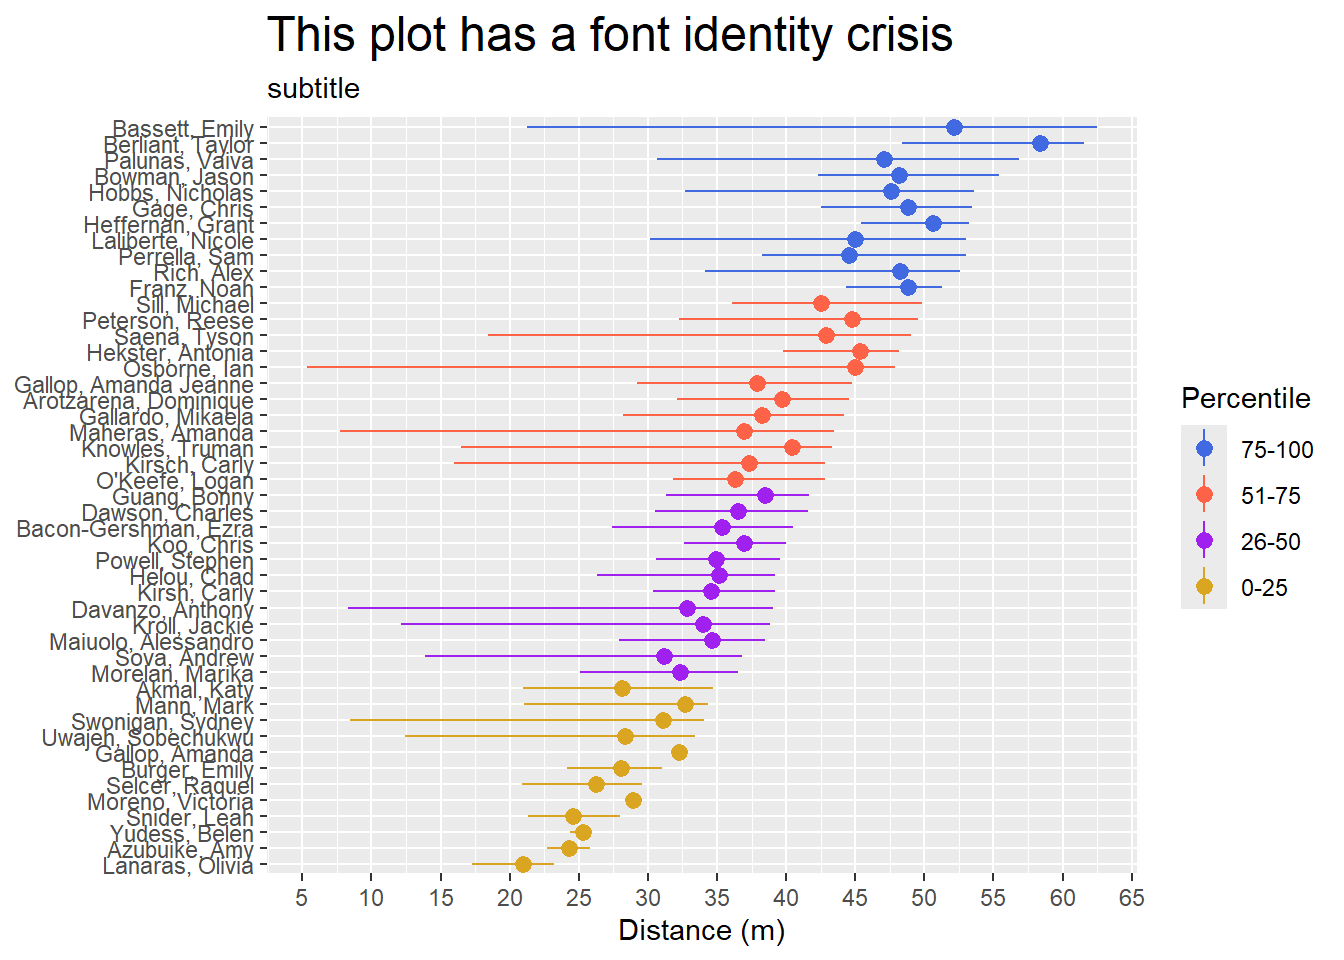 This plot has a font identity crisis
subtitle
Bassett, Emily
Berliant, Taylor
Palunas, Vaiva
Bowman, Jason
Hobbs, Nicholas
Gage, Chris
Heffernan, Grant
Laliberte, Nicole
Perrella, Sam
Rich, Alex
Franz, Noah
Sill, Michael
Peterson, Reese
Saena, Tyson
Hekster, Antonia
Osborne, Ian
Gallop, Amanda Jeanne
Arotzarena, Dominique
Gallardo, Mikaela
Maheras, Amanda
Knowles, Truman
Kirsch, Carly
O'Keefe, Logan
Guang, Bonny
Dawson, Charles
Bacon-Gershman, Ezra
Koo, Chris
Powell, Stephen
Helou, Chad
Kirsh, Carly
Davanzo, Anthony
Kroll, Jackie
Maiuolo, Alessandro
Sova, Andrew
Morelan, Marika
Akmal, Katy
Mann, Mark
Swonigan, Sydney
Uwajeh, Sobechukwu
Gallop, Amanda
Burger, Emily
Selcer, Raquel
Moreno, Victoria
Snider, Leah
Yudess, Belen
Azubuike, Amy
Lanaras, Olivia
5 10 15 20 25 30 35 40 45 50 55 60 65
Distance (m)
Percentile
75-100
51-75
26-50
0-25